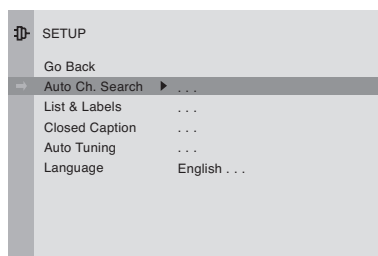 SETUP
Go Back
Auto Ch. Search ▶ . . .
List & Labels . . .
Closed Caption . . .
Auto Tuning . . .
Language English . . .